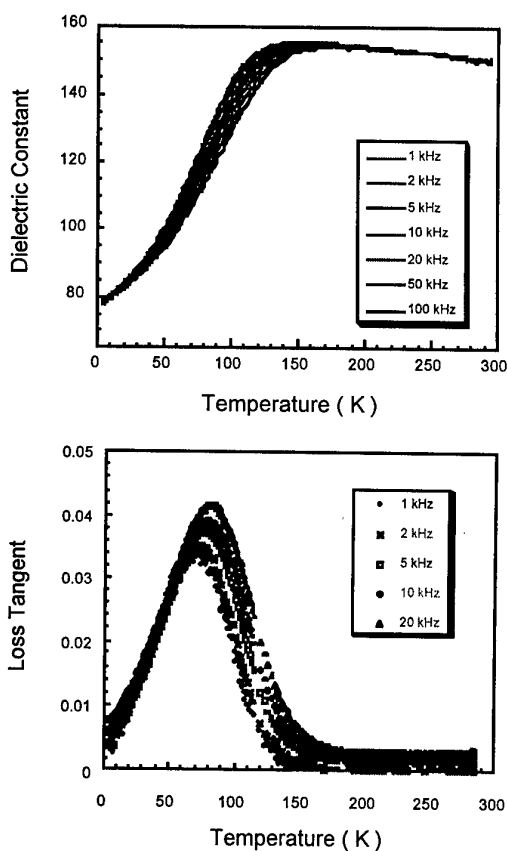 160
140
120
100
80
Dielectric Constant
1 kHz
2 kHz
5 kHz
10 kHz
20 kHz
50 kHz
100 kHz
0 50 100 150 200 250 300
Temperature ( K )
0.05
0.04
0.03
0.02
0.01
0
Loss Tangent
1 kHz
2 kHz
5 kHz
10 kHz
20 kHz
0 50 100 150 200 250 300
Temperature ( K )